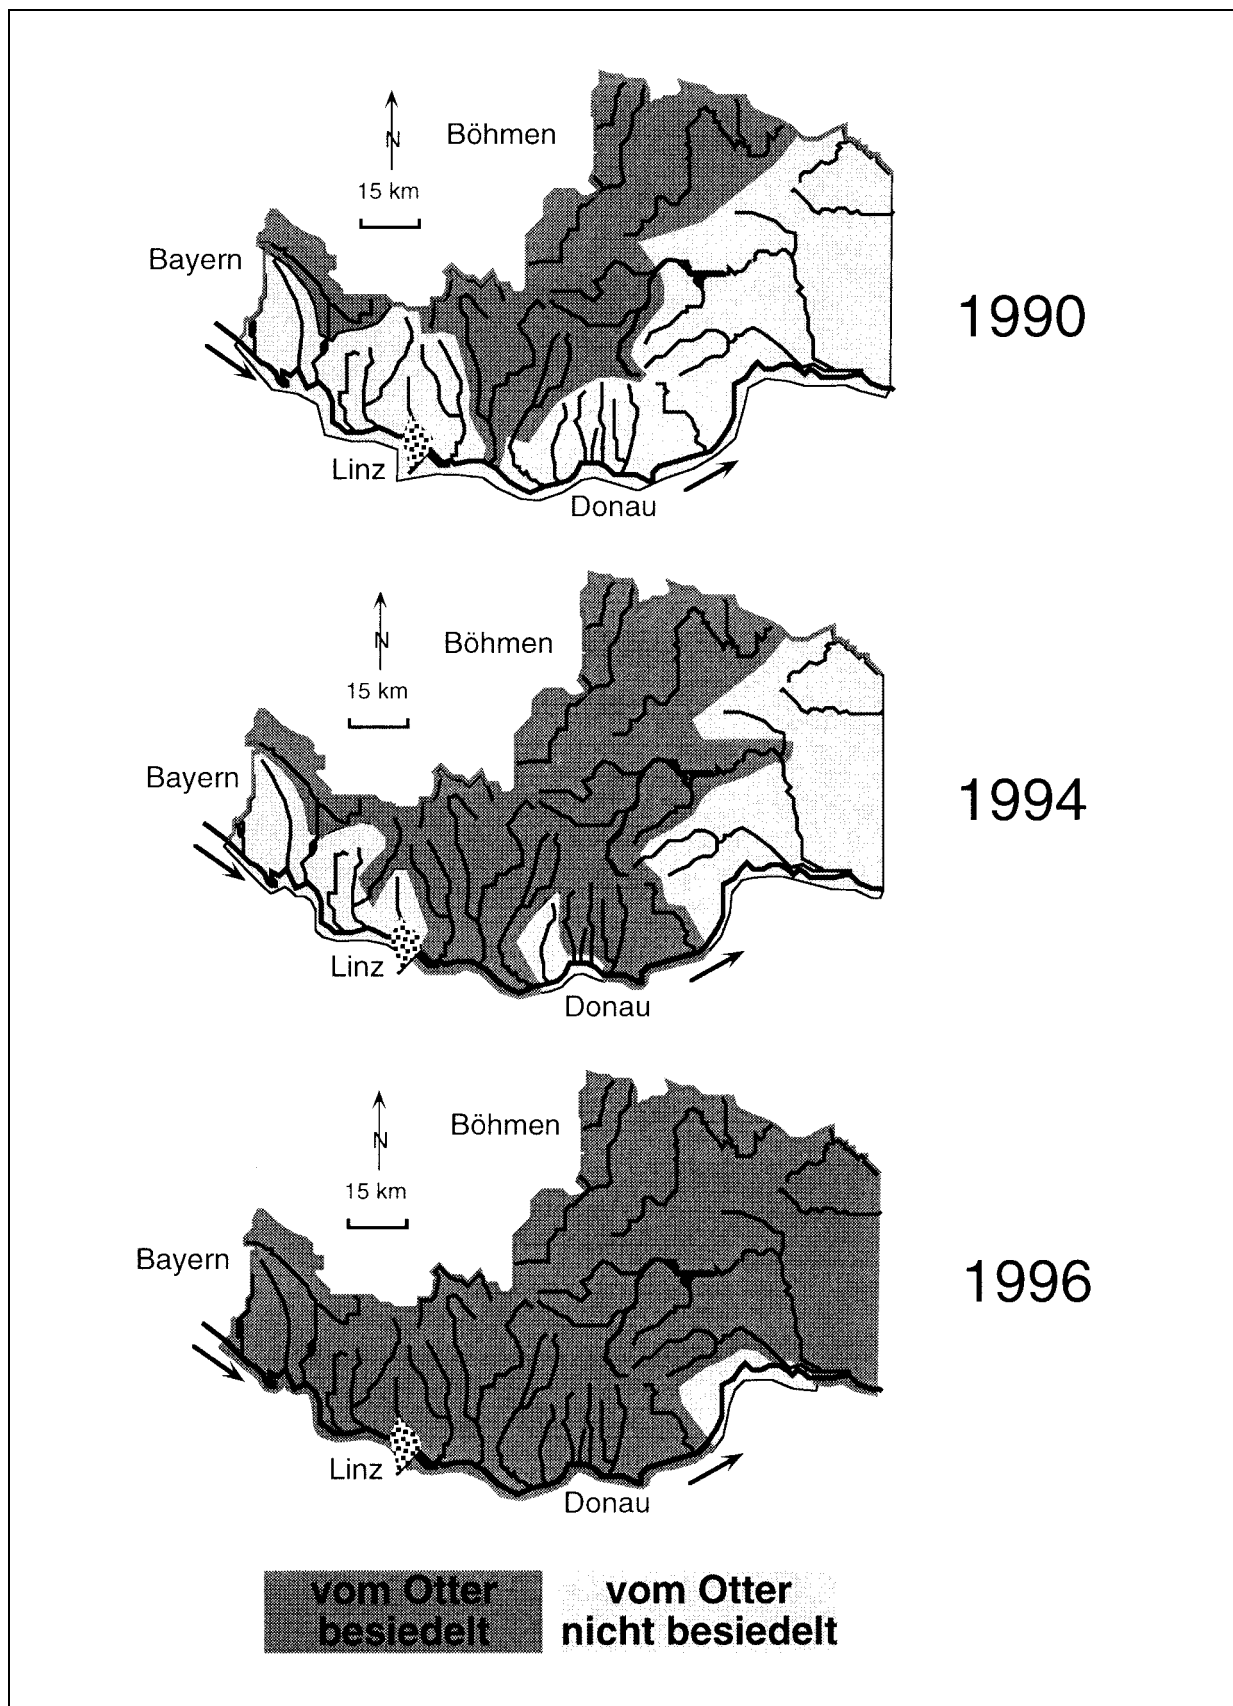 N
Böhmen
15 km
Bayern
1990
Linz
Donau
N
Böhmen
15 km
Bayern
1994
Linz
Donau
N
Böhmen
15 km
Bayern
1996
Linz
Donau
vom Otter
besiedelt
vom Otter
nicht besiedelt